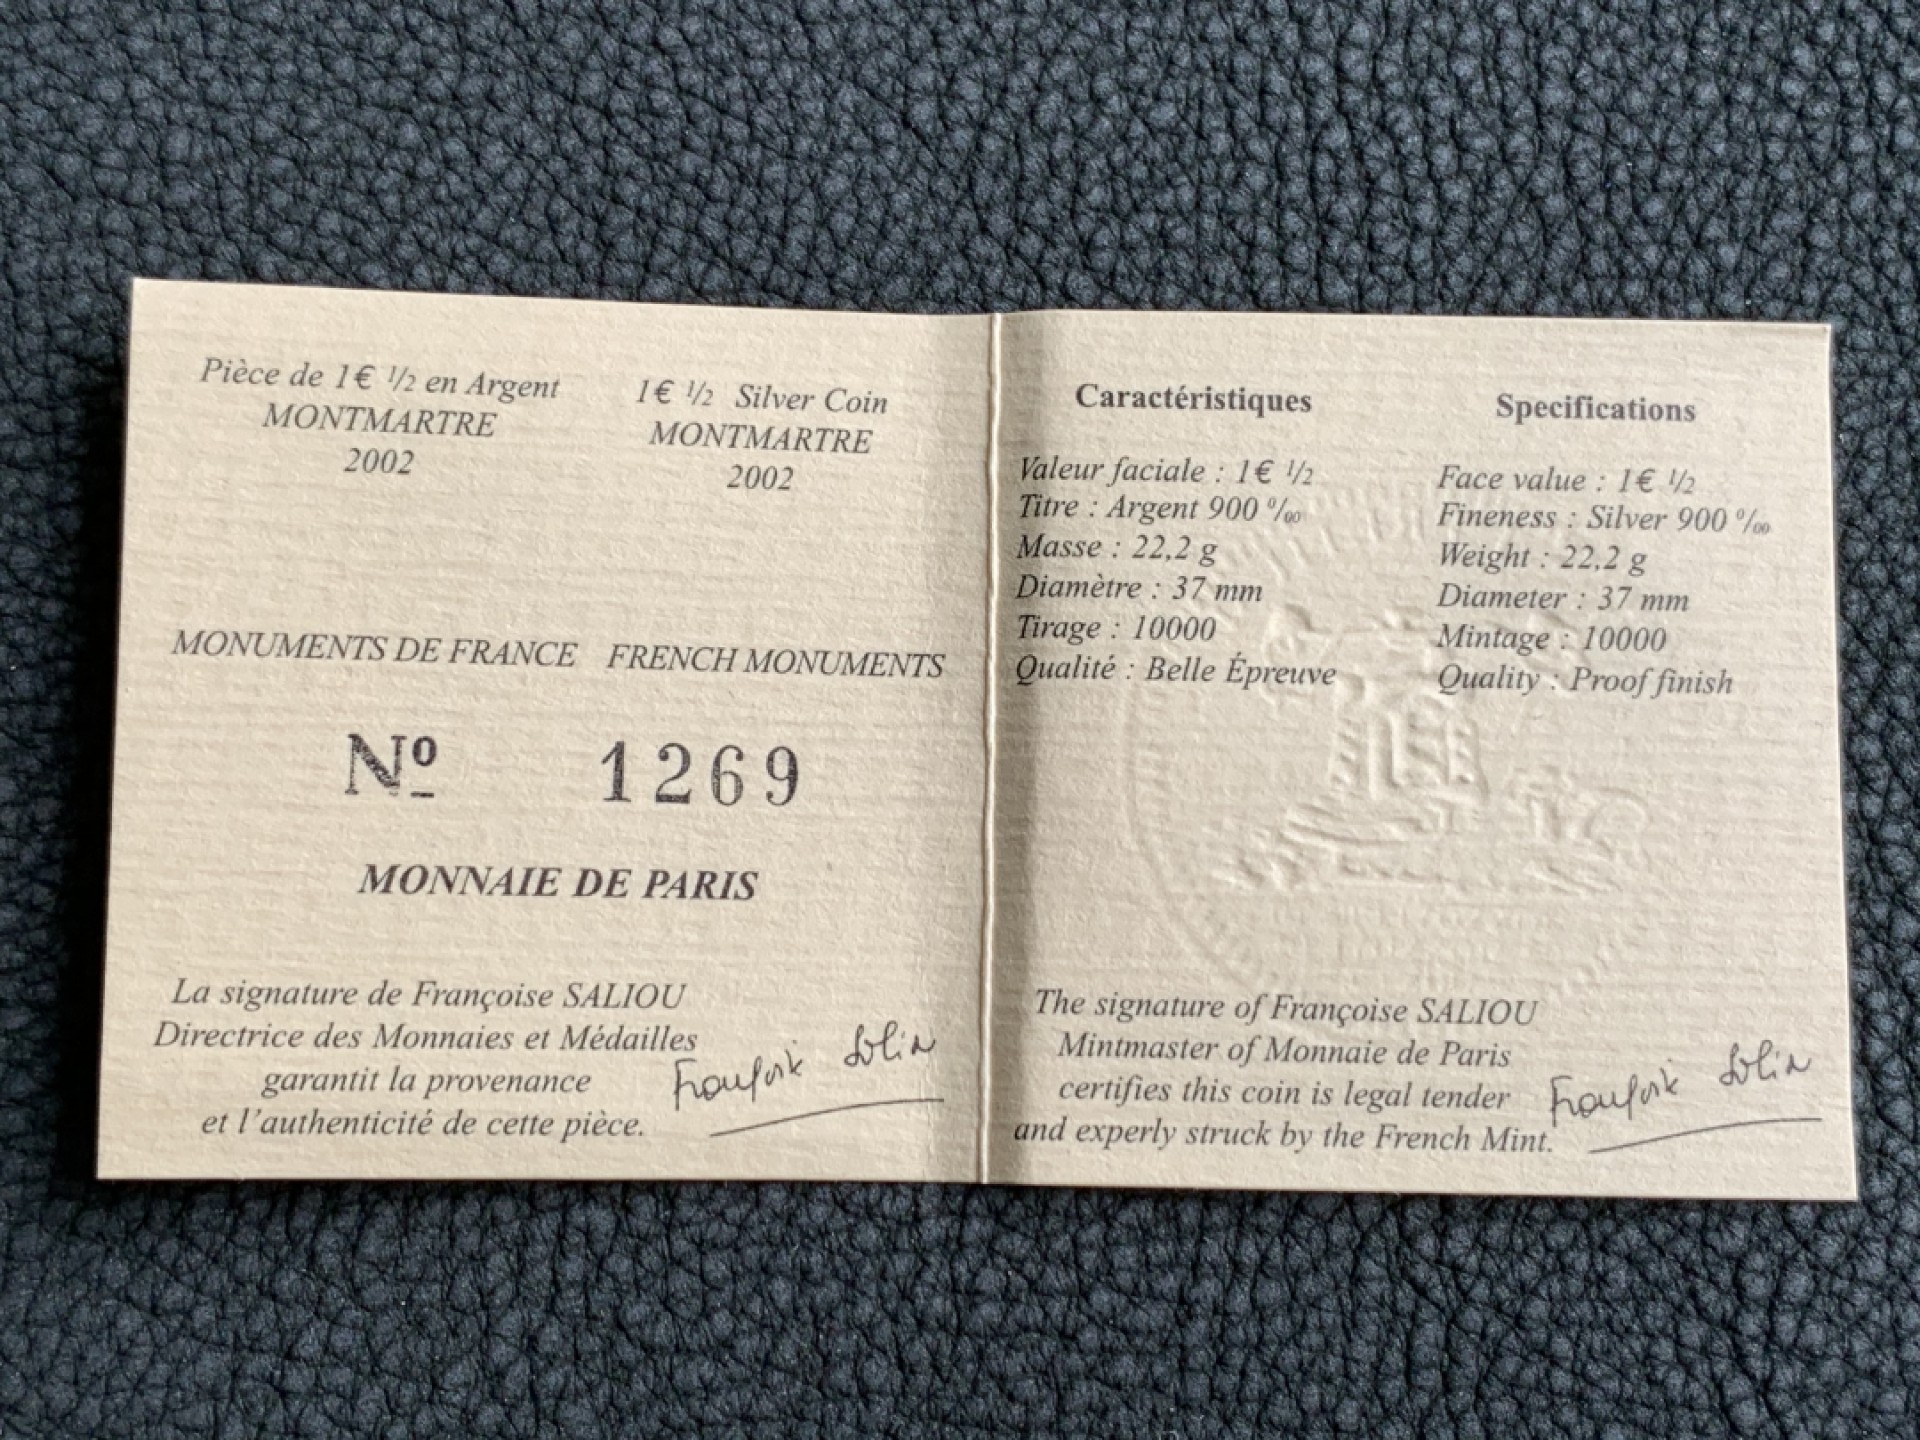 Pièce de 1€ 1/2 en Argent
MONTMARTRE
2002
1€ 1/2 Silver Coin
MONTMARTRE
2002
MONUMENTS DE FRANCE
FRENCH MONUMENTS
Nº 1269
MONNAIE DE PARIS
La signature de Françoise SALIOU
Directrice des Monnaies et Médailles
garantit la provenance
et l'authenticité de cette pièce.
Caractéristiques
Valeur faciale : 1€ 1/2
Titre : Argent 900 ‰
Masse : 22,2 g
Diamètre : 37 mm
Tirage : 10000
Qualité : Belle Épreuve
Specifications
Face value : 1€ 1/2
Fineness : Silver 900 ‰
Weight : 22,2 g
Diameter : 37 mm
Mintage : 10000
Quality : Proof finish
The signature of Françoise SALIOU
Mintmaster of Monnaie de Paris
certifies this coin is legal tender
and experly struck by the French Mint.